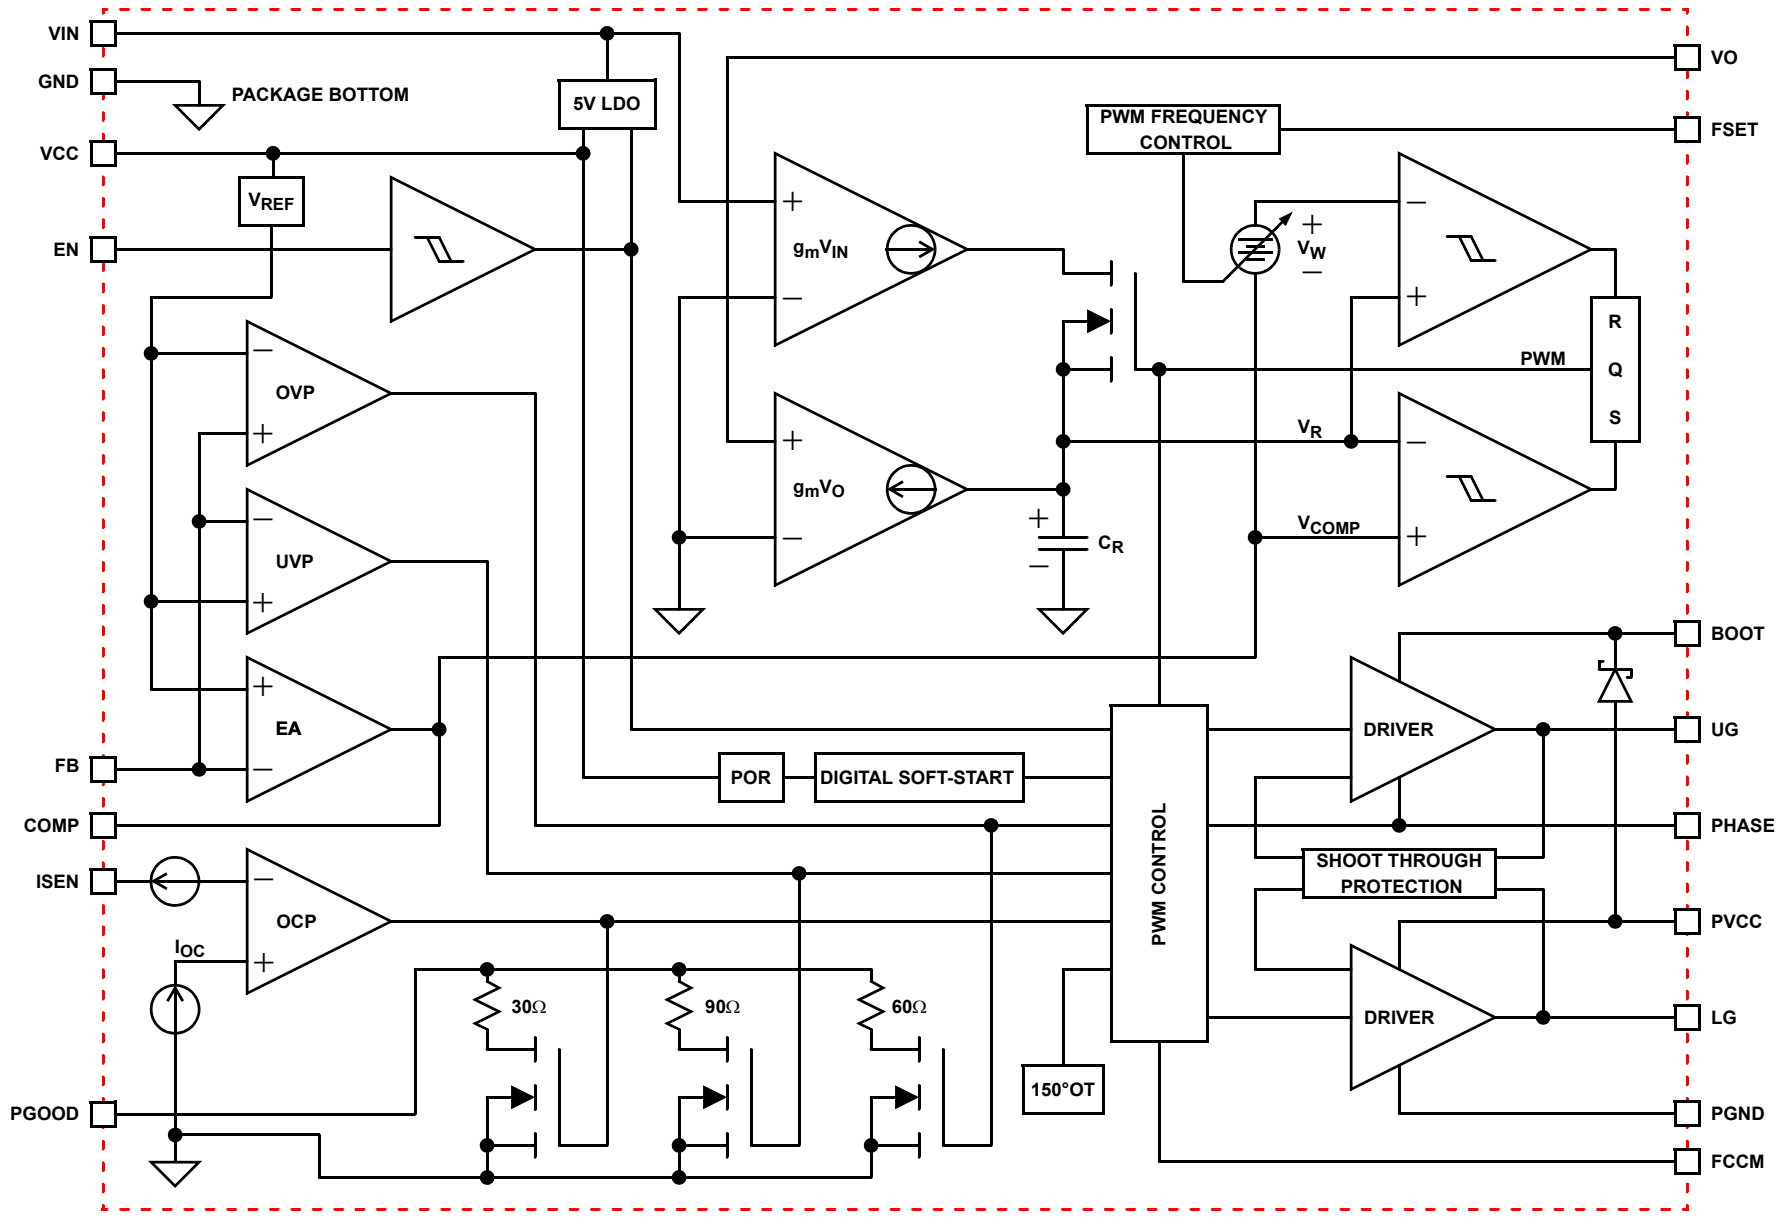 VIN
VO
GND
PACKAGE BOTTOM
5V LDO
PWM FREQUENCY
CONTROL
FSET
VCC
VREF
EN
+
gmVIN
−
−
+
VW
−
+
R
Q
S
PWM
−
OVP
+
+
gmVO
−
VR
−
VCOMP
+
+
CR
−
−
UVP
+
BOOT
+
EA
−
DRIVER
UG
FB
POR
DIGITAL SOFT-START
COMP
PHASE
PWM CONTROL
SHOOT THROUGH
PROTECTION
ISEN
−
OCP
+
IOC
PVCC
30Ω
90Ω
60Ω
DRIVER
LG
150°OT
PGOOD
PGND
FCCM